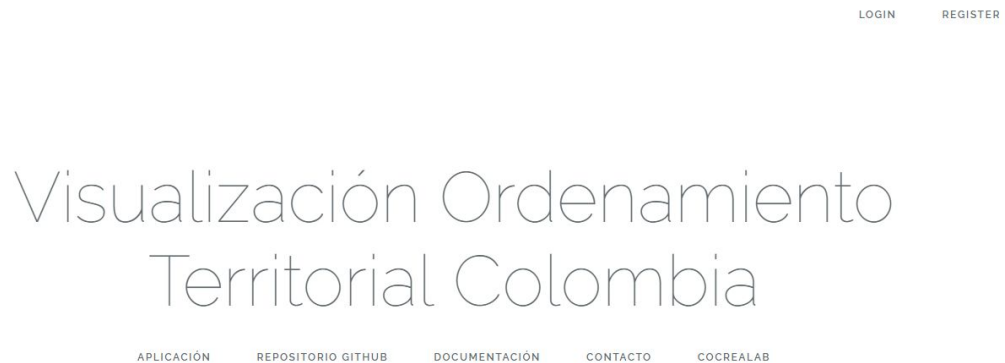 LOGIN REGISTER
Visualización Ordenamiento
Territorial Colombia
APLICACIÓN REPOSITORIO GITHUB DOCUMENTACIÓN CONTACTO COCREALAB